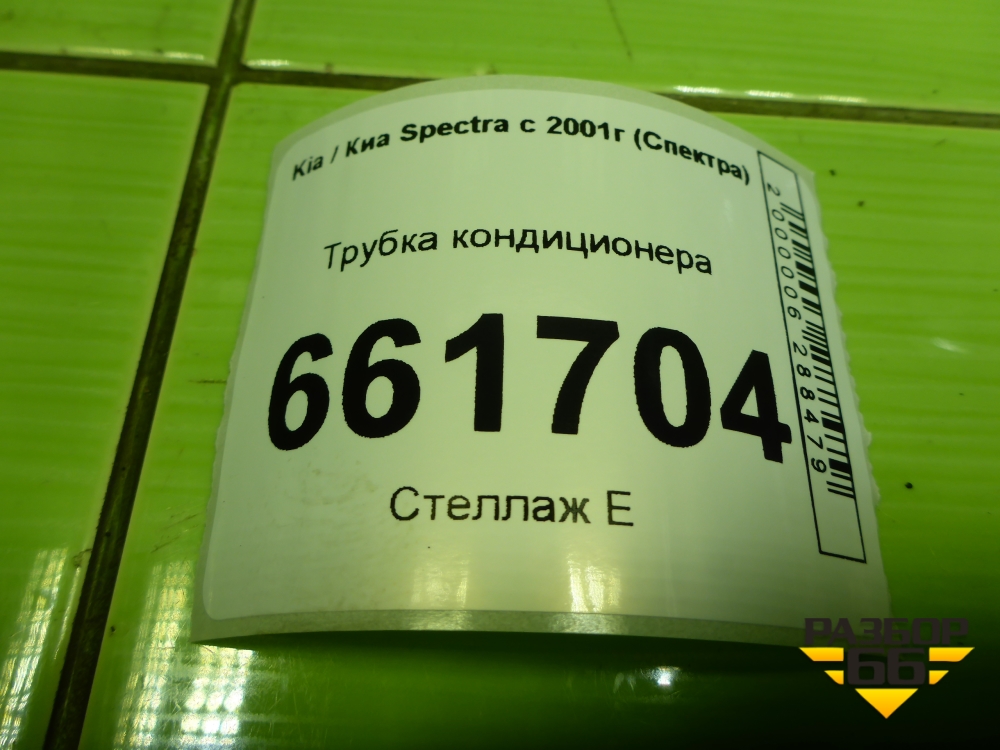 Kia / Киа Spectra с 2001г (Спектра)
Трубка кондиционера
661704
Стеллаж Е
2000006288479
РАЗБОР
66